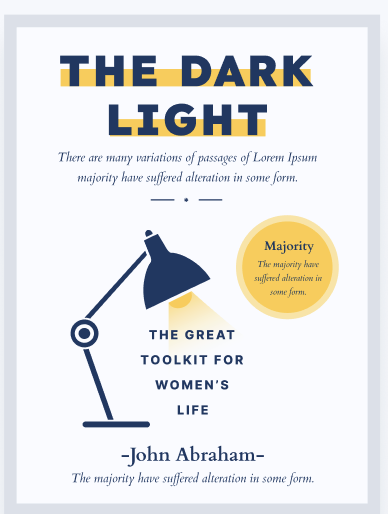 THE DARK
LIGHT
There are many variations of passages of Lorem Ipsum
majority have suffered alteration in some form.
Majority
The majority have
suffered alteration in
some form.
THE GREAT
TOOLKIT FOR
WOMEN'S
LIFE
-John Abraham-
The majority have suffered alteration in some form.